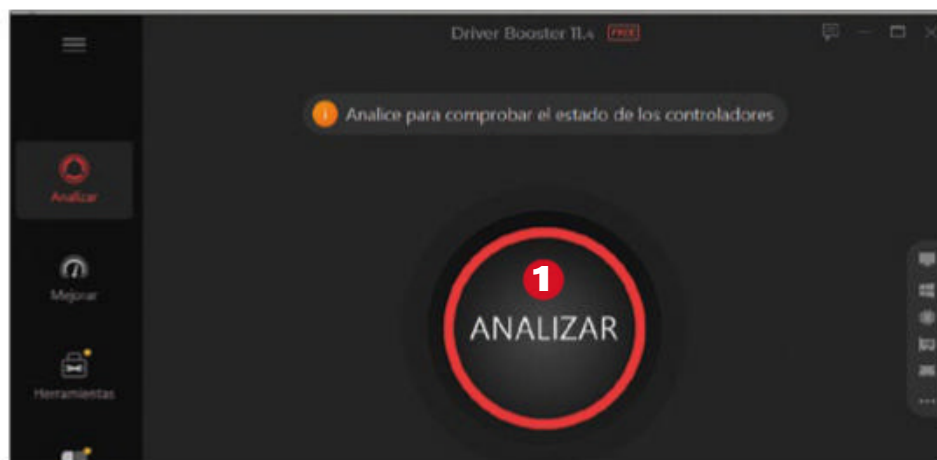 Driver Booster 11.4 FREE
Analice para comprobar el estado de los controladores
Analizar
1
ANALIZAR
Mejorar
Herramientas